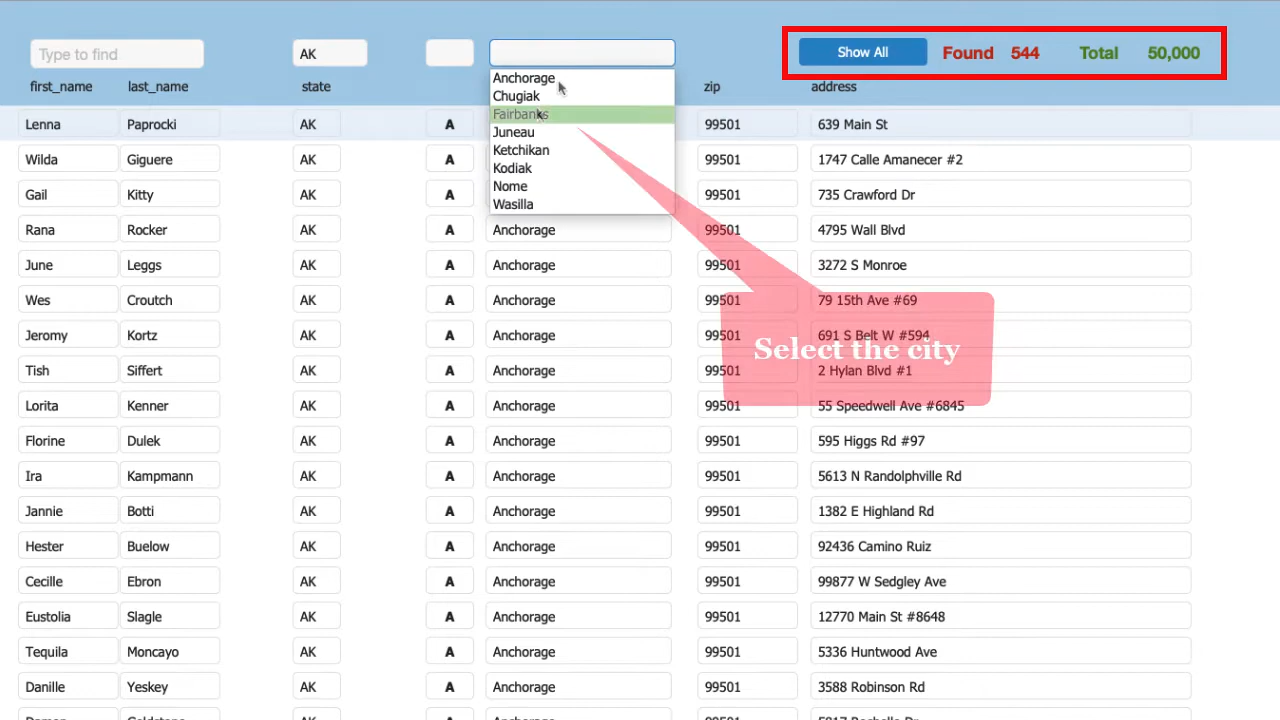 Type to find AK Show All Found 544 Total 50,000
first_name last_name state zip address
Anchorage
Chugiak
Fairbanks
Juneau
Ketchikan
Kodiak
Nome
Wasilla
Lenna Paprocki AK A 99501 639 Main St
Wilda Giguere AK A 99501 1747 Calle Amanecer #2
Gail Kitty AK A 99501 735 Crawford Dr
Rana Rocker AK A Anchorage 99501 4795 Wall Blvd
June Leggs AK A Anchorage 99501 3272 S Monroe
Wes Croutch AK A Anchorage 99501 79 15th Ave #69
Jeromy Kortz AK A Anchorage 99501 691 S Belt W #594
Select the city
Tish Siffert AK A Anchorage 99501 2 Hylan Blvd #1
Lorita Kenner AK A Anchorage 99501 55 Speedwell Ave #6845
Florine Dulek AK A Anchorage 99501 595 Higgs Rd #97
Ira Kampmann AK A Anchorage 99501 5613 N Randolphville Rd
Jannie Botti AK A Anchorage 99501 1382 E Highland Rd
Hester Buelow AK A Anchorage 99501 92436 Camino Ruiz
Cecille Ebron AK A Anchorage 99501 99877 W Sedgley Ave
Eustolia Slagle AK A Anchorage 99501 12770 Main St #8648
Tequila Moncayo AK A Anchorage 99501 5336 Huntwood Ave
Danille Yeskey AK A Anchorage 99501 3588 Robinson Rd